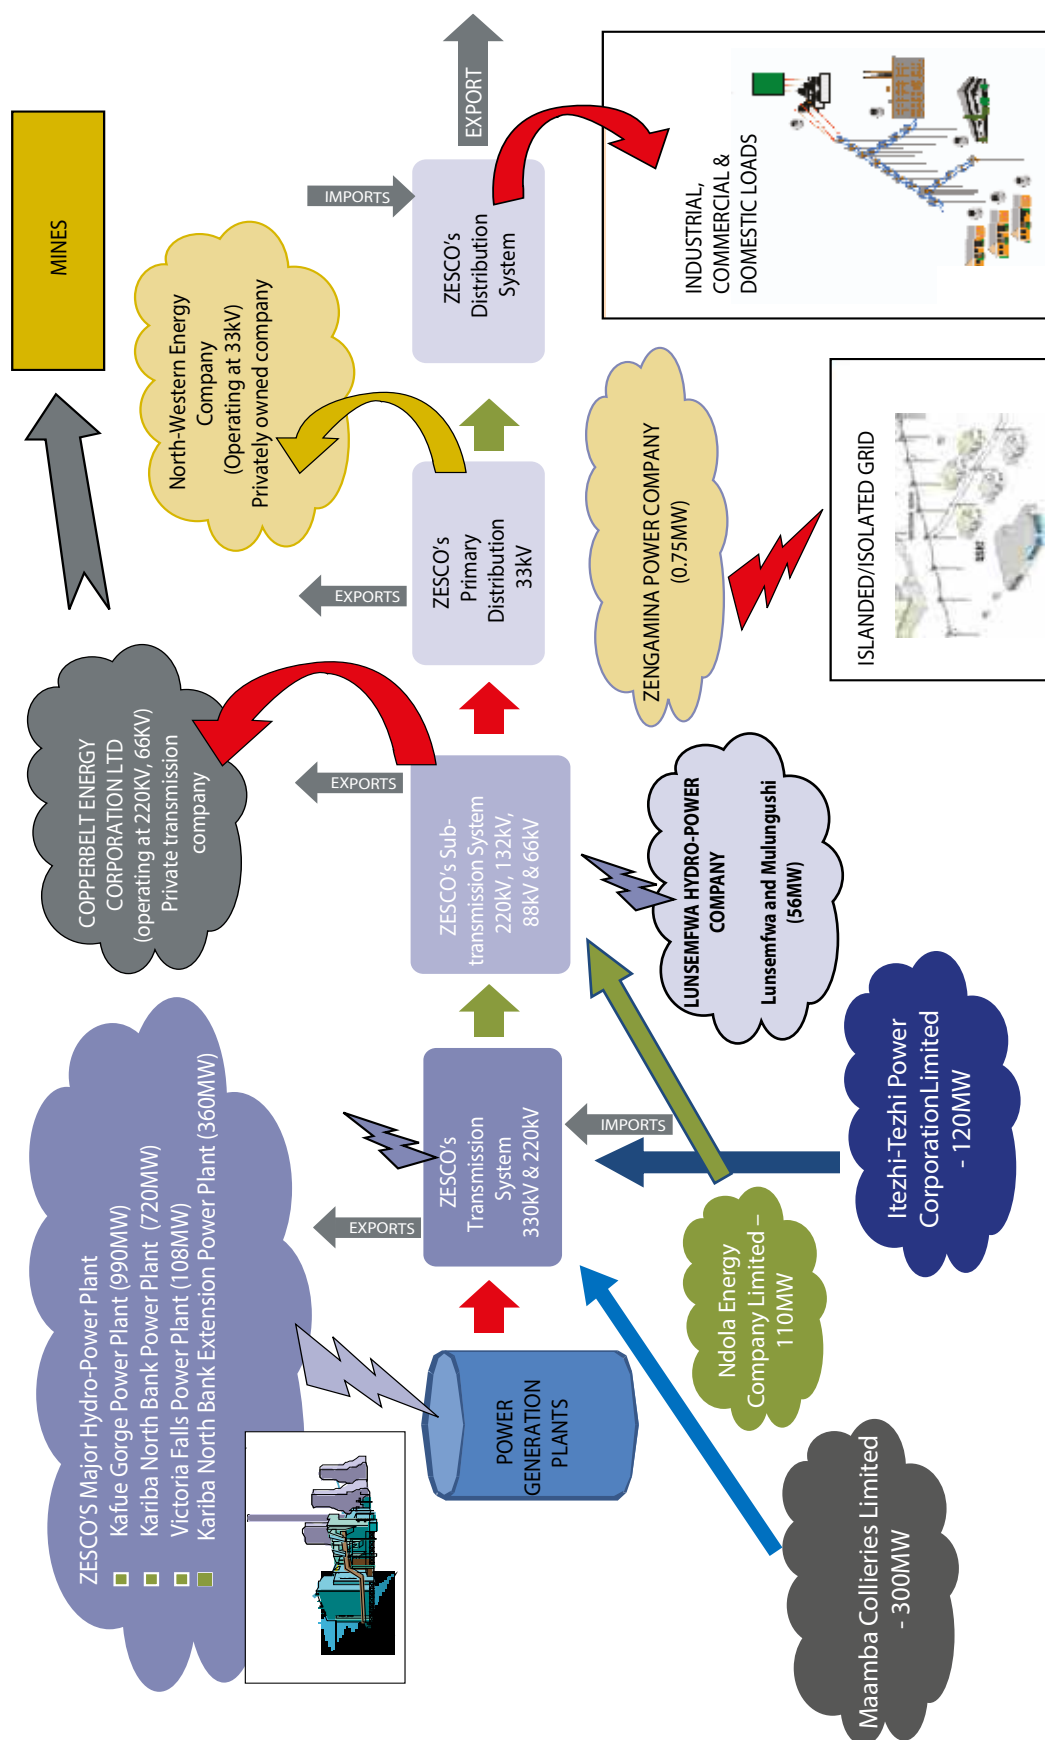 ZESCO'S Major Hydro-Power Plant
Kafue Gorge Power Plant (990MW)
Kariba North Bank Power Plant (720MW)
Victoria Falls Power Plant (108MW)
Kariba North Bank Extension Power Plant (360MW)
COPPERBELT ENERGY
CORPORATION LTD
(operating at 220KV, 66KV)
Private transmission
company
MINES
North-Western Energy
Company
(Operating at 33kV)
Privately owned company
EXPORTS
EXPORTS
EXPORTS
IMPORTS
POWER
GENERATION
PLANTS
ZESCO's
Transmission
System
330kV & 220kV
ZESCO's Sub-
transmission System
220kV, 132kV,
88kV & 66kV
ZESCO's
Primary
Distribution
33kV
ZESCO's
Distribution
System
EXPORT
IMPORTS
Maamba Collieries Limited
- 300MW
Ndola Energy
Company Limited –
110MW
Itezhi-Tezhi Power
CorporationLimited
- 120MW
LUNSEMFWA HYDRO-POWER
COMPANY
Lunsemfwa and Mulungushi
(56MW)
ZENGAMINA POWER COMPANY
(0.75MW)
ISLANDED/ISOLATED GRID
INDUSTRIAL,
COMMERCIAL &
DOMESTIC LOADS